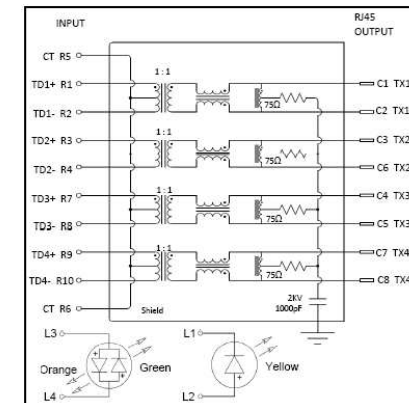 INPUT
RJ45
OUTPUT
CT R5
1:1
TD1+ R1
C1 TX1
TD1- R2
75Ω
C2 TX1
1:1
TD2+ R3
C3 TX2
TD2- R4
75Ω
C6 TX2
1:1
TD3+ R7
C4 TX3
TD3- R8
75Ω
C5 TX3
1:1
TD4+ R9
C7 TX4
TD4- R10
75Ω
C8 TX4
CT R6
Shield
2KV
1000pF
L3
L1
Orange
Green
Yellow
L4
L2